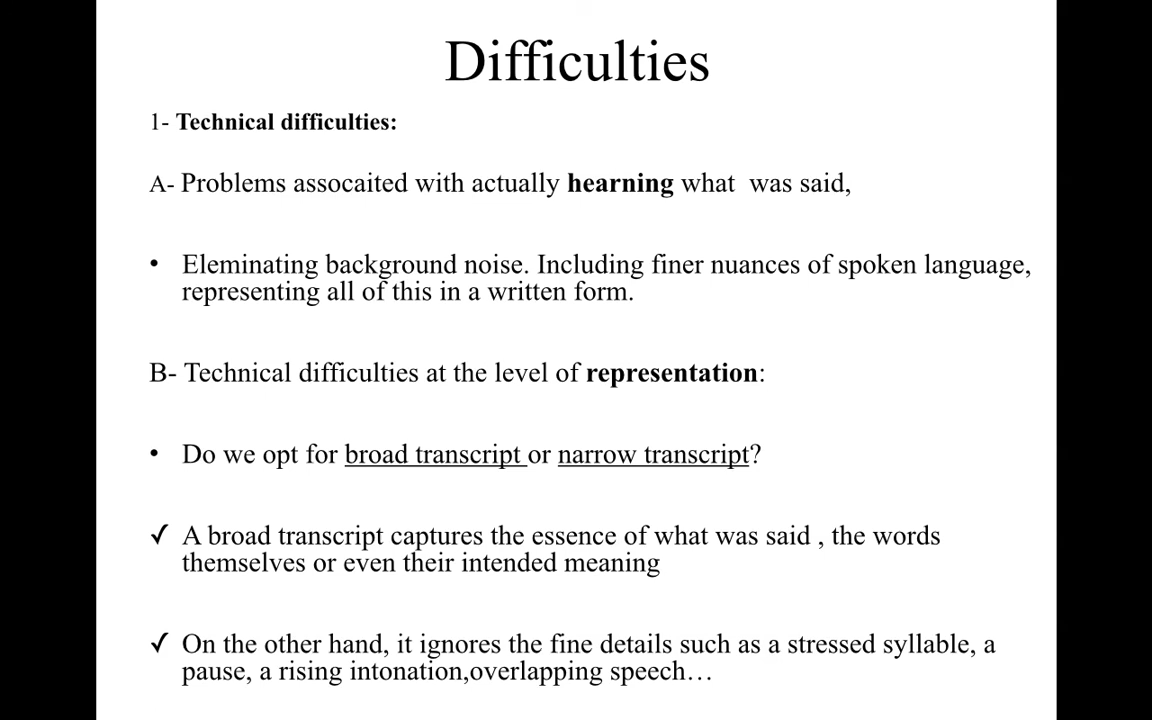 Difficulties
1- Technical difficulties:
A- Problems assocaited with actually hearning what  was said,
• Eleminating background noise. Including finer nuances of spoken language,
representing all of this in a written form.
B- Technical difficulties at the level of representation:
• Do we opt for broad transcript or narrow transcript?
✓ A broad transcript captures the essence of what was said , the words
themselves or even their intended meaning
✓ On the other hand, it ignores the fine details such as a stressed syllable, a
pause, a rising intonation,overlapping speech…